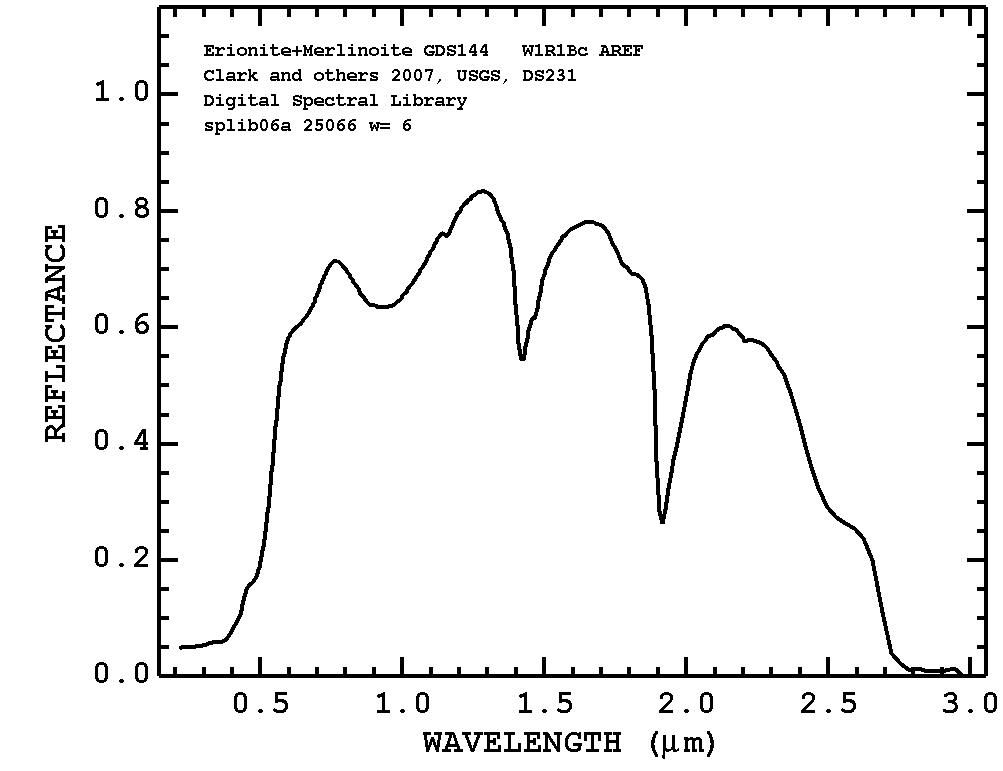 Erionite+Merlinoite GDS144 W1R1Bc AREF
Clark and others 2007, USGS, DS231
Digital Spectral Library
splib06a 25066 w= 6
REFLECTANCE
1.0
0.8
0.6
0.4
0.2
0.0
0.5 1.0 1.5 2.0 2.5 3.0
WAVELENGTH (μm)